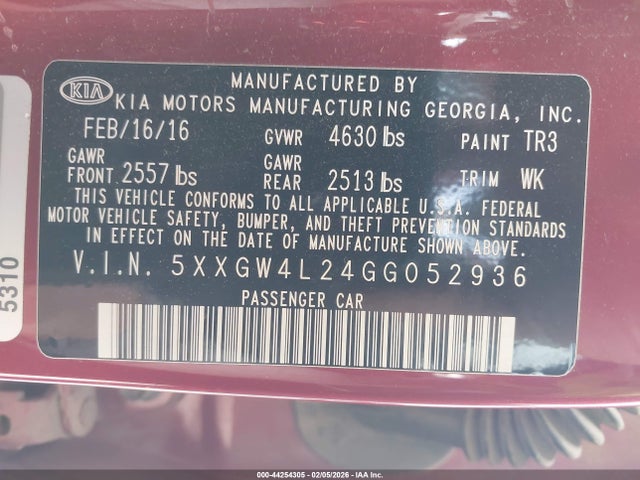 MANUFACTURED BY
KIA KIA MOTORS MANUFACTURING GEORGIA, INC.
FEB/16/16 GVWR 4630 lbs PAINT TR3
GAWR FRONT 2557 lbs GAWR REAR 2513 lbs TRIM WK
THIS VEHICLE CONFORMS TO ALL APPLICABLE U.S.A. FEDERAL
MOTOR VEHICLE SAFETY, BUMPER, AND THEFT PREVENTION STANDARDS
IN EFFECT ON THE DATE OF MANUFACTURE SHOWN ABOVE.
V.I.N. 5XXGW4L24GG052936
PASSENGER CAR
5310
000-44254305 - 02/05/2026 - IAA Inc.